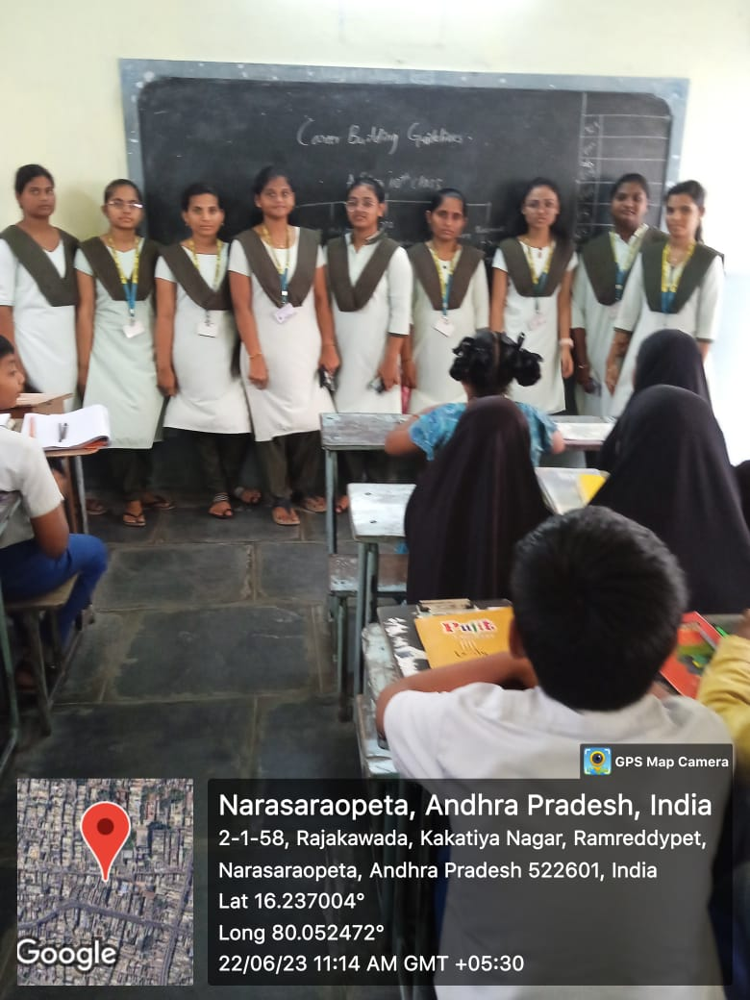 Career Building Guidelines.
10th class
Pujit
GPS Map Camera
Narasaraopeta, Andhra Pradesh, India
2-1-58, Rajakawada, Kakatiya Nagar, Ramreddypet,
Narasaraopeta, Andhra Pradesh 522601, India
Lat 16.237004°
Long 80.052472°
22/06/23 11:14 AM GMT +05:30
Google